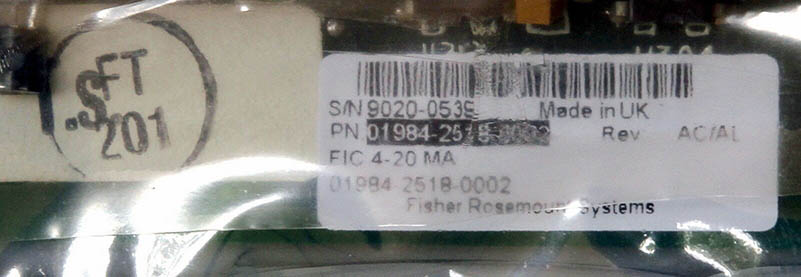 .S FT
201
S/N 9020-0539 Made in UK
PN 01984-2518-0002 Rev AC/AL
FIC 4-20 MA
01984-2518-0002
Fisher Rosemount Systems